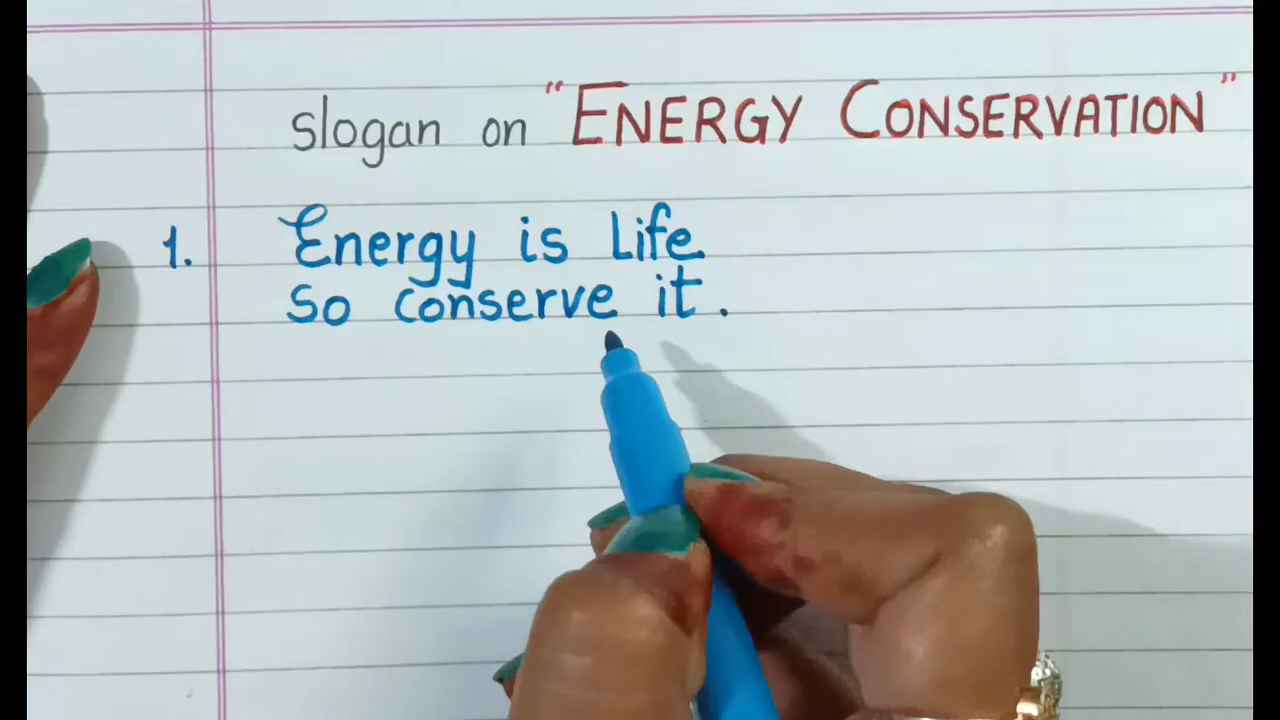 slogan on "ENERGY CONSERVATION"
1. Energy is Life
so conserve it.